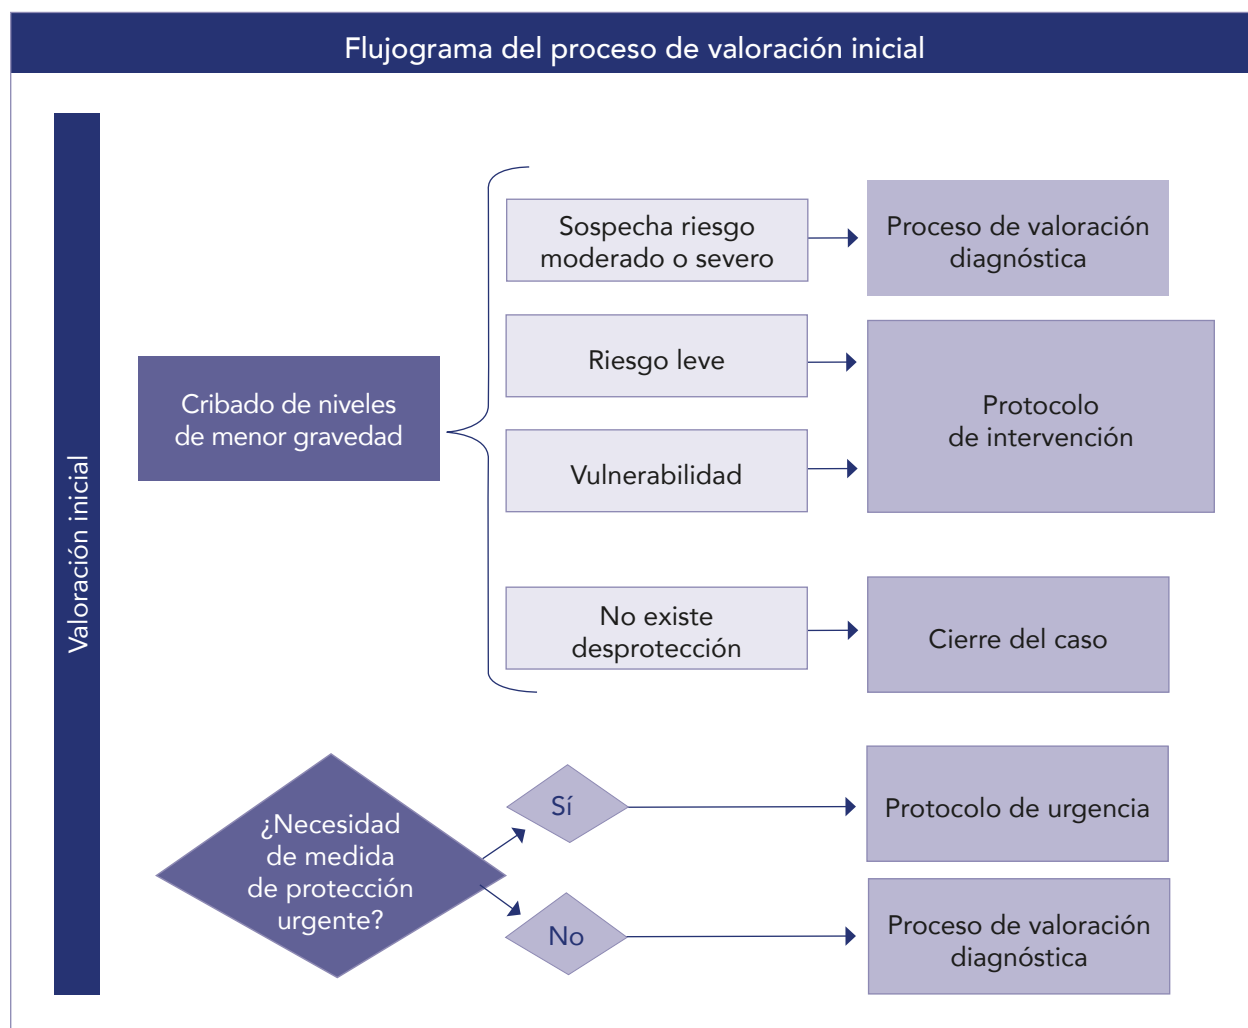 Flujograma del proceso de valoración inicial
Valoración inicial
Cribado de niveles
de menor gravedad
Sospecha riesgo
moderado o severo
Proceso de valoración
diagnóstica
Riesgo leve
Vulnerabilidad
Protocolo
de intervención
No existe
desprotección
Cierre del caso
¿Necesidad
de medida
de protección
urgente?
Sí
Protocolo de urgencia
No
Proceso de valoración
diagnóstica